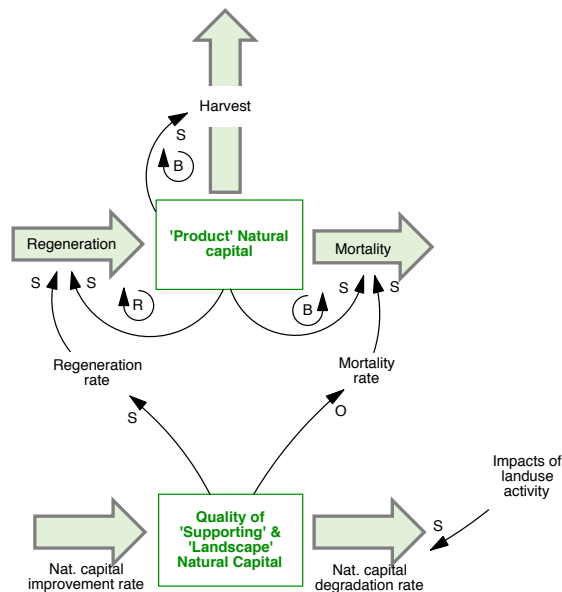 Harvest
S
B
'Product' Natural
capital
Regeneration
Mortality
S
S
R
B
S
S
Regeneration
rate
Mortality
rate
S
O
Impacts of
landuse
activity
Quality of
'Supporting' &
'Landscape'
Natural Capital
S
Nat. capital
improvement rate
Nat. capital
degradation rate